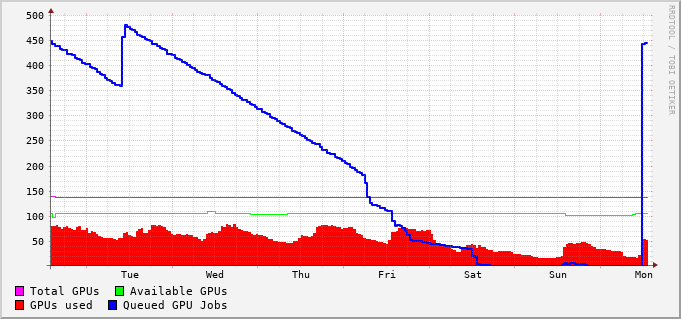 500
450
400
350
300
250
200
150
100
50
Tue Wed Thu Fri Sat Sun Mon
Total GPUs Available GPUs
GPUs used Queued GPU Jobs
RRDTOOL / TOBI OETIKER